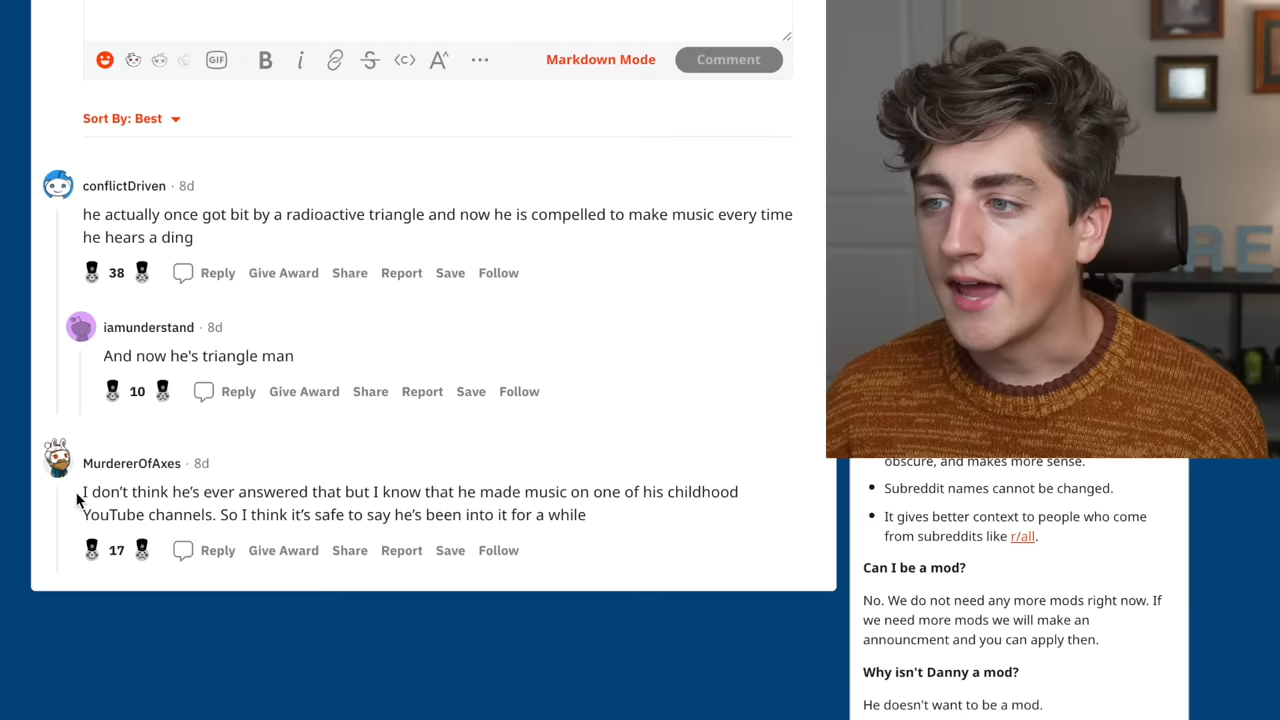 GIF B i <c> A^ ... Markdown Mode Comment
Sort By: Best
conflictDriven · 8d
he actually once got bit by a radioactive triangle and now he is compelled to make music every time
he hears a ding
38 Reply Give Award Share Report Save Follow
iamunderstand · 8d
And now he's triangle man
10 Reply Give Award Share Report Save Follow
MurdererOfAxes · 8d
I don’t think he’s ever answered that but I know that he made music on one of his childhood
YouTube channels. So I think it’s safe to say he’s been into it for a while
17 Reply Give Award Share Report Save Follow
RE
obscure, and makes more sense.
• Subreddit names cannot be changed.
• It gives better context to people who come
from subreddits like r/all.
Can I be a mod?
No. We do not need any more mods right now. If
we need more mods we will make an
announcment and you can apply then.
Why isn't Danny a mod?
He doesn't want to be a mod.